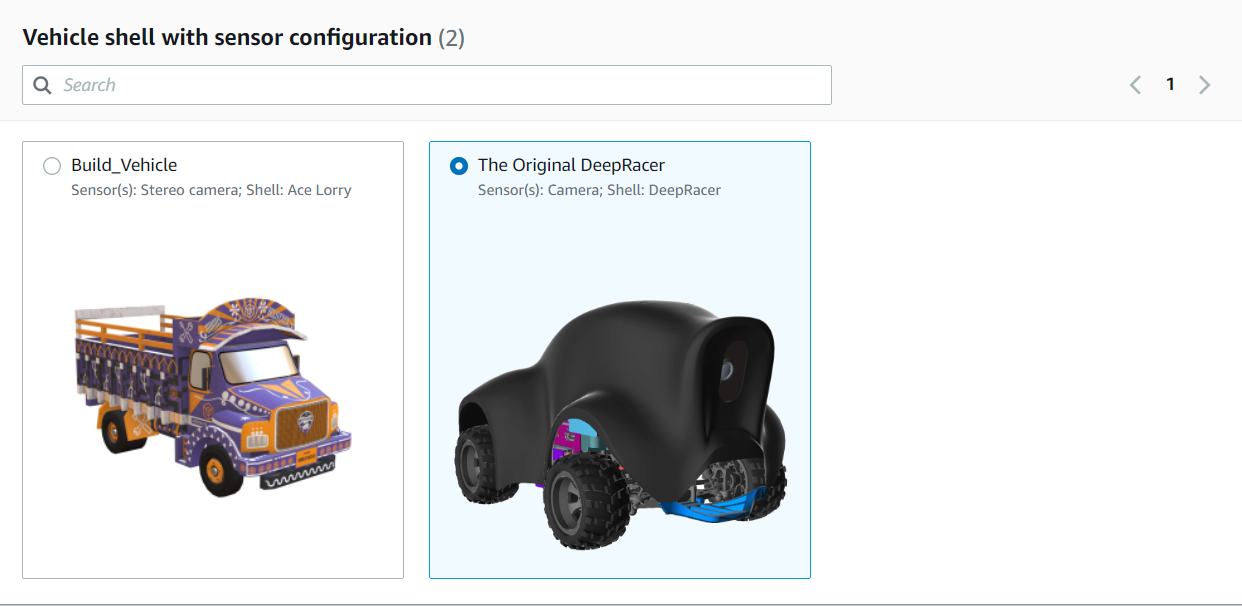 Vehicle shell with sensor configuration (2)
Search
1
Build_Vehicle
Sensor(s): Stereo camera; Shell: Ace Lorry
The Original DeepRacer
Sensor(s): Camera; Shell: DeepRacer